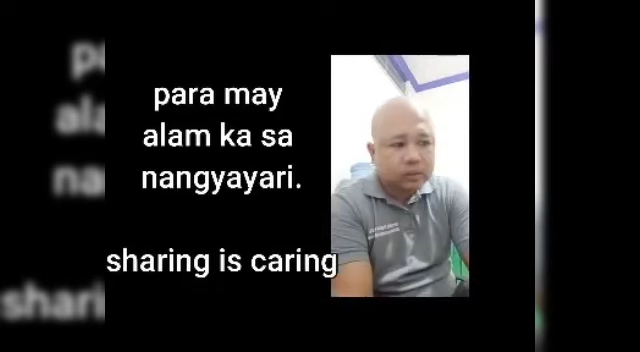 para may
alam ka sa
nangyayari.
sharing is caring